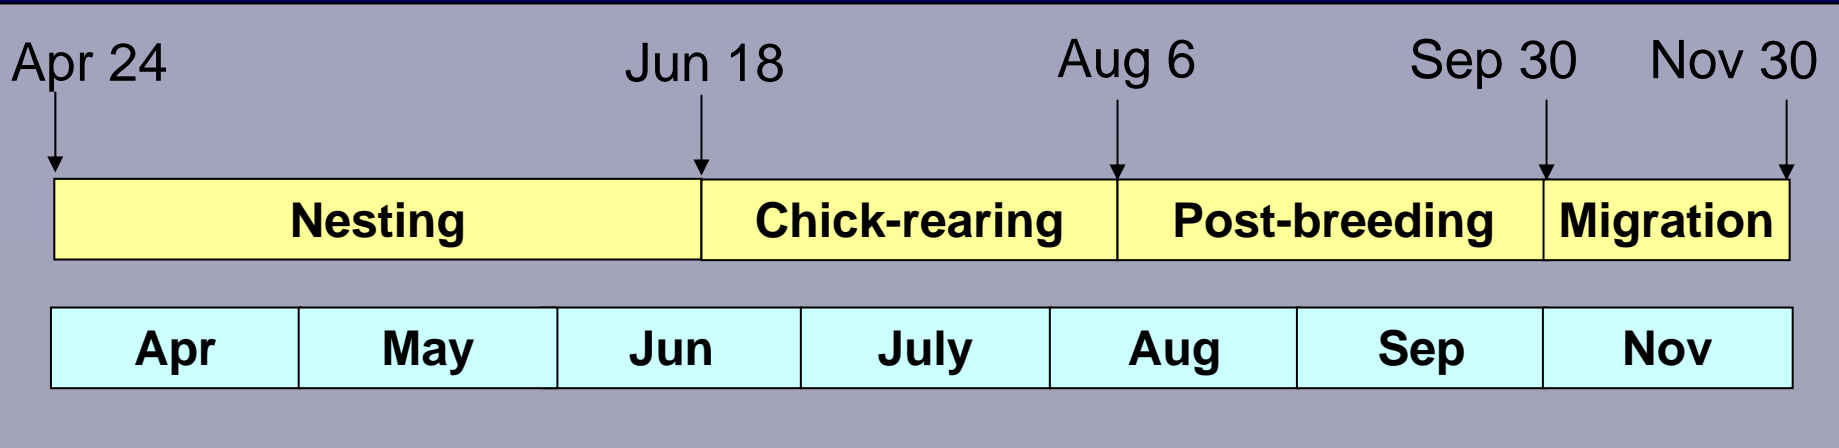 Apr 24 Jun 18 Aug 6 Sep 30 Nov 30
Nesting Chick-rearing Post-breeding Migration
Apr May Jun July Aug Sep Nov